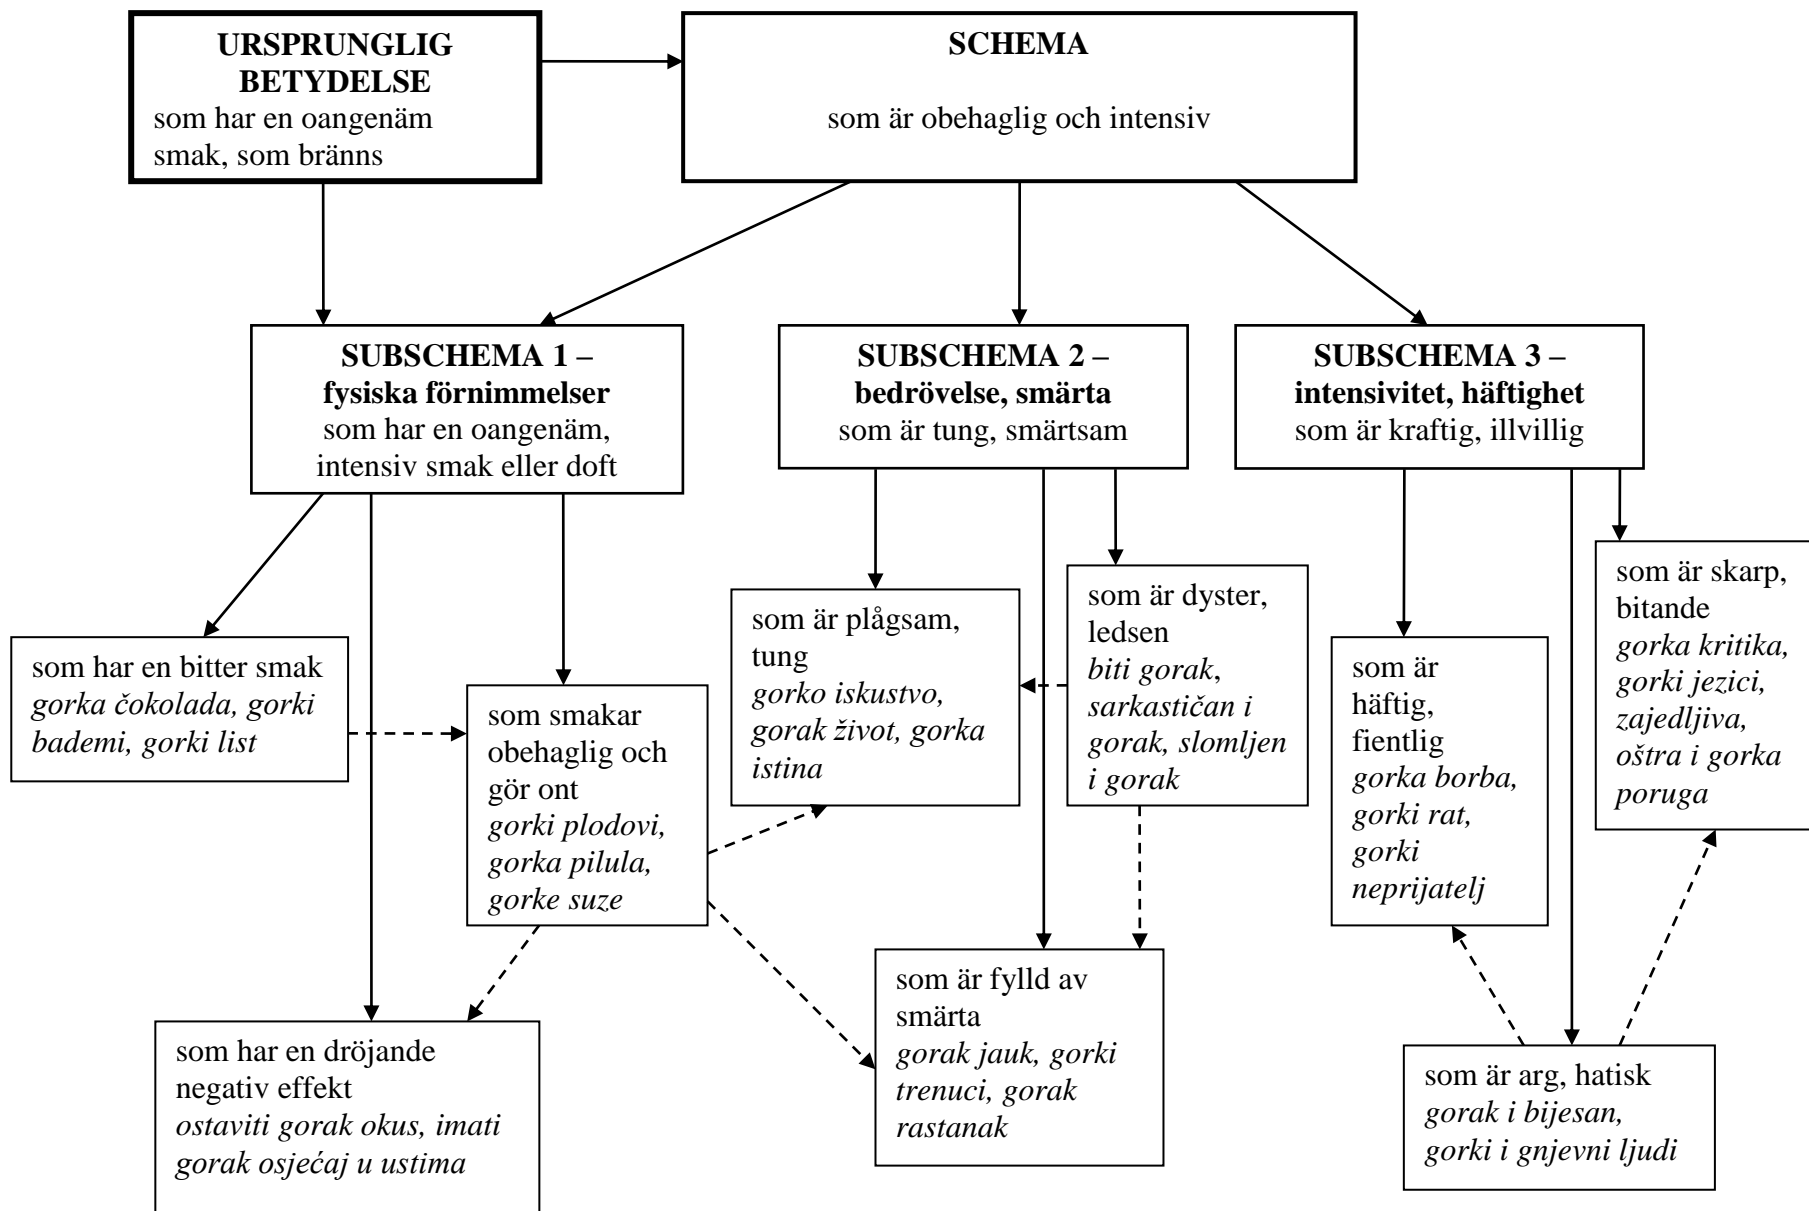 URSPRUNGLIG
BETYDELSE
som har en oangenäm
smak, som bränns
SCHEMA
som är obehaglig och intensiv
SUBSCHEMA 1 –
fysiska förnimmelser
som har en oangenäm,
intensiv smak eller doft
SUBSCHEMA 2 –
bedrövelse, smärta
som är tung, smärtsam
SUBSCHEMA 3 –
intensivitet, häftighet
som är kraftig, illvillig
som har en bitter smak
gorka čokolada, gorki
bademi, gorki list
som smakar
obehaglig och
gör ont
gorki plodovi,
gorka pilula,
gorke suze
som har en dröjande
negativ effekt
ostaviti gorak okus, imati
gorak osjećaj u ustima
som är plågsam,
tung
gorko iskustvo,
gorak život, gorka
istina
som är dyster,
ledsen
biti gorak,
sarkastičan i
gorak, slomljen
i gorak
som är fylld av
smärta
gorak jauk, gorki
trenuci, gorak
rastanak
som är
häftig,
fientlig
gorka borba,
gorki rat,
gorki
neprijatelj
som är skarp,
bitande
gorka kritika,
gorki jezici,
zajedljiva,
oštra i gorka
poruga
som är arg, hatisk
gorak i bijesan,
gorki i gnjevni ljudi